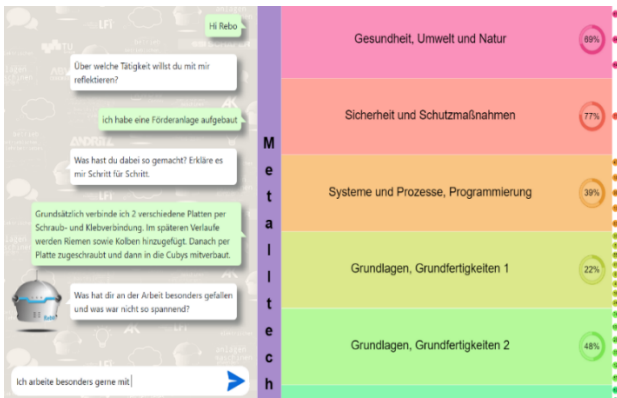 Hi Rebo
Über welche Tätigkeit willst du mit mir
reflektieren?
ich habe eine Förderanlage aufgebaut
Was hast du dabei so gemacht? Erkläre es
mir Schritt für Schritt.
Grundsätzlich verbinde ich 2 verschiedene Platten per
Schraub- und Klebverbindung. Im späteren Verlaufe
werden Riemen sowie Kolben hinzugefügt. Danach per
Platte zugeschraubt und dann in die Cubys mitverbaut.
Was hat dir an der Arbeit besonders gefallen
und was war nicht so spannend?
Ich arbeite besonders gerne mit
Metalltech
Gesundheit, Umwelt und Natur
69%
Sicherheit und Schutzmaßnahmen
77%
Systeme und Prozesse, Programmierung
39%
Grundlagen, Grundfertigkeiten 1
22%
Grundlagen, Grundfertigkeiten 2
48%